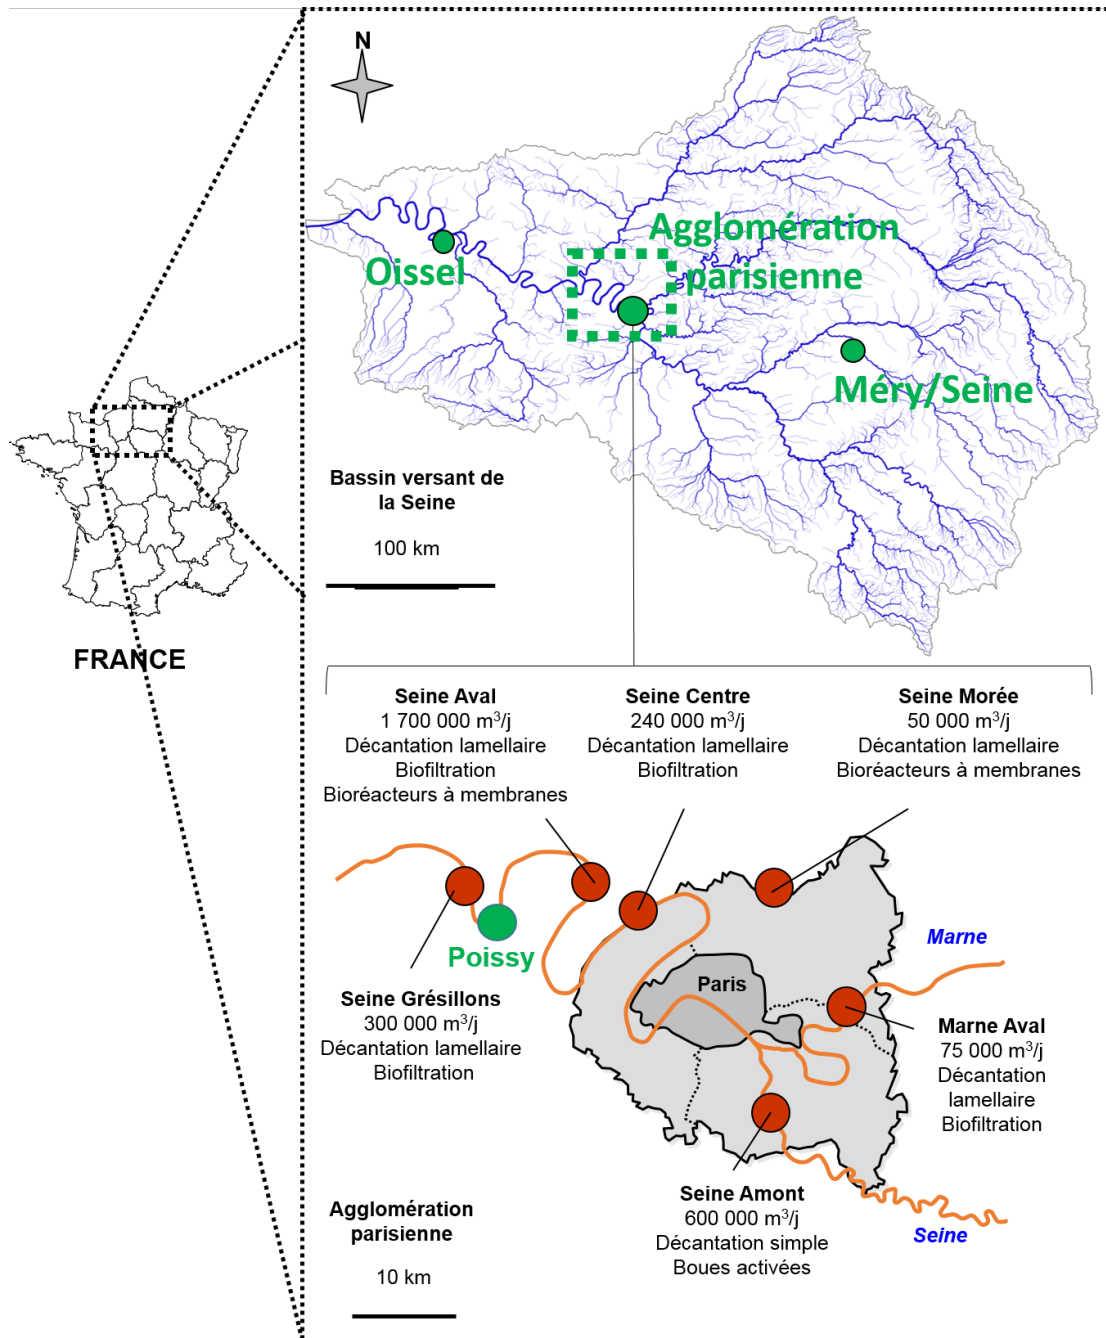 N
Agglomération
parisienne
Oissel
Méry/Seine
Bassin versant de
la Seine
100 km
FRANCE
Seine Aval
1 700 000 m³/j
Décantation lamellaire
Biofiltration
Bioréacteurs à membranes
Seine Centre
240 000 m³/j
Décantation lamellaire
Biofiltration
Seine Morée
50 000 m³/j
Décantation lamellaire
Bioréacteurs à membranes
Poissy
Marne
Paris
Seine Grésillons
300 000 m³/j
Décantation lamellaire
Biofiltration
Marne Aval
75 000 m³/j
Décantation
lamellaire
Biofiltration
Seine Amont
600 000 m³/j
Décantation simple
Boues activées
Seine
Agglomération
parisienne
10 km